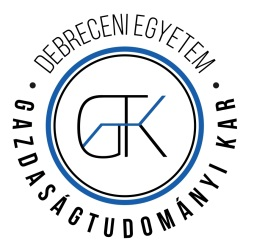 • DEBRECENI EGYETEM •
GTK
GAZDASÁGTUDOMÁNYI KAR